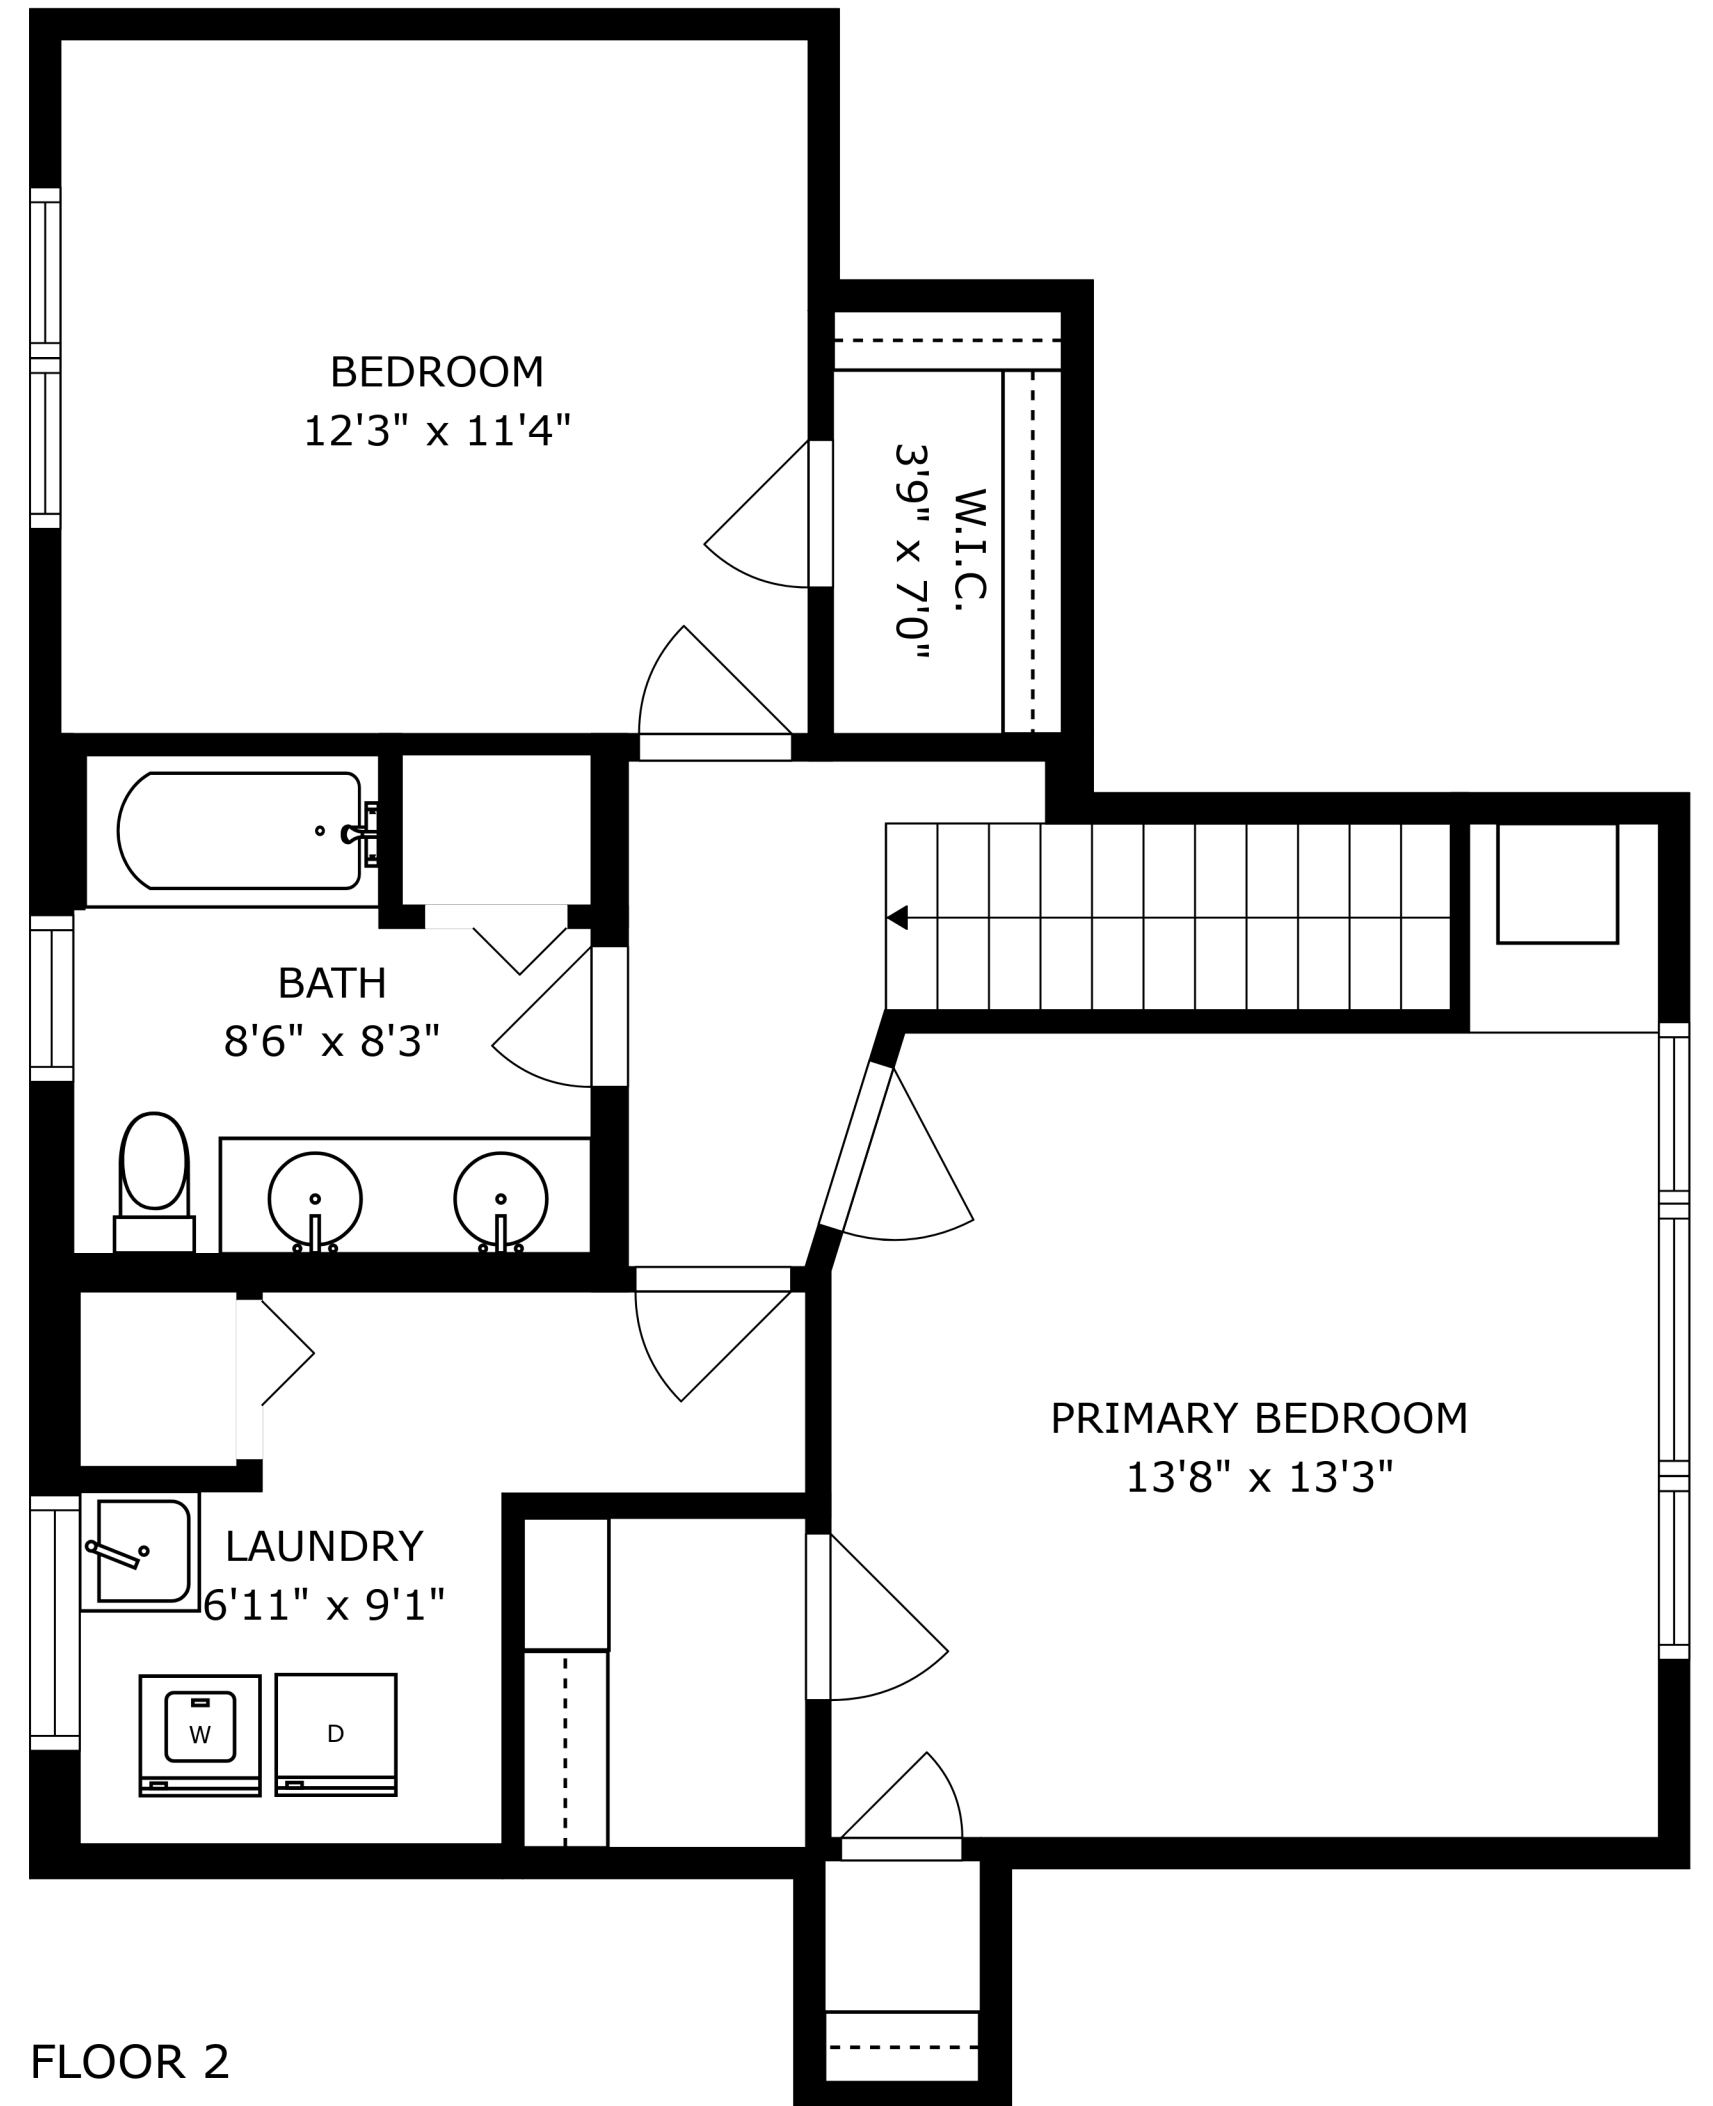 BEDROOM
12'3" x 11'4"
W.I.C.
3'9" x 7'0"
BATH
8'6" x 8'3"
PRIMARY BEDROOM
13'8" x 13'3"
LAUNDRY
6'11" x 9'1"
W
D
FLOOR 2